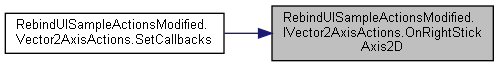 RebindUISampleActionsModified.
Vector2AxisActions.SetCallbacks
RebindUISampleActionsModified.
IVector2AxisActions.OnRightStick
Axis2D